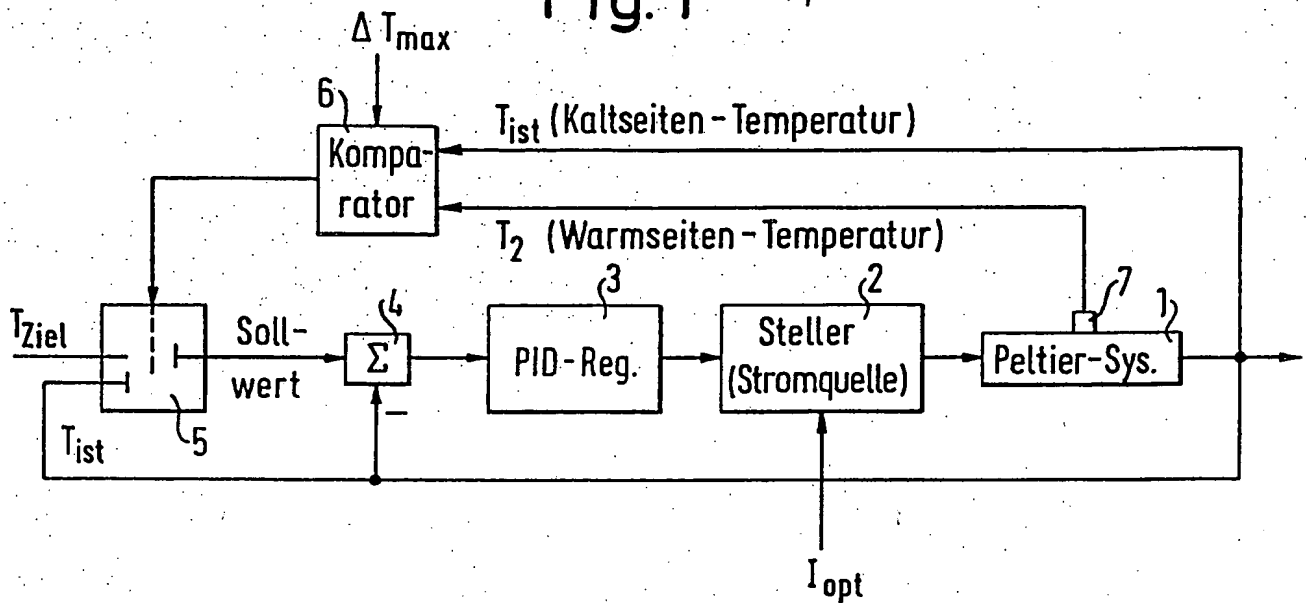 Fig. 1
Δ T_max
6
Kompa-
rator
T_ist (Kaltseiten-Temperatur)
T_2 (Warmseiten-Temperatur)
T_Ziel
T_ist
5
Soll-
wert
4
Σ
−
3
PID-Reg.
2
Steller
(Stromquelle)
I_opt
7
1
Peltier-Sys.